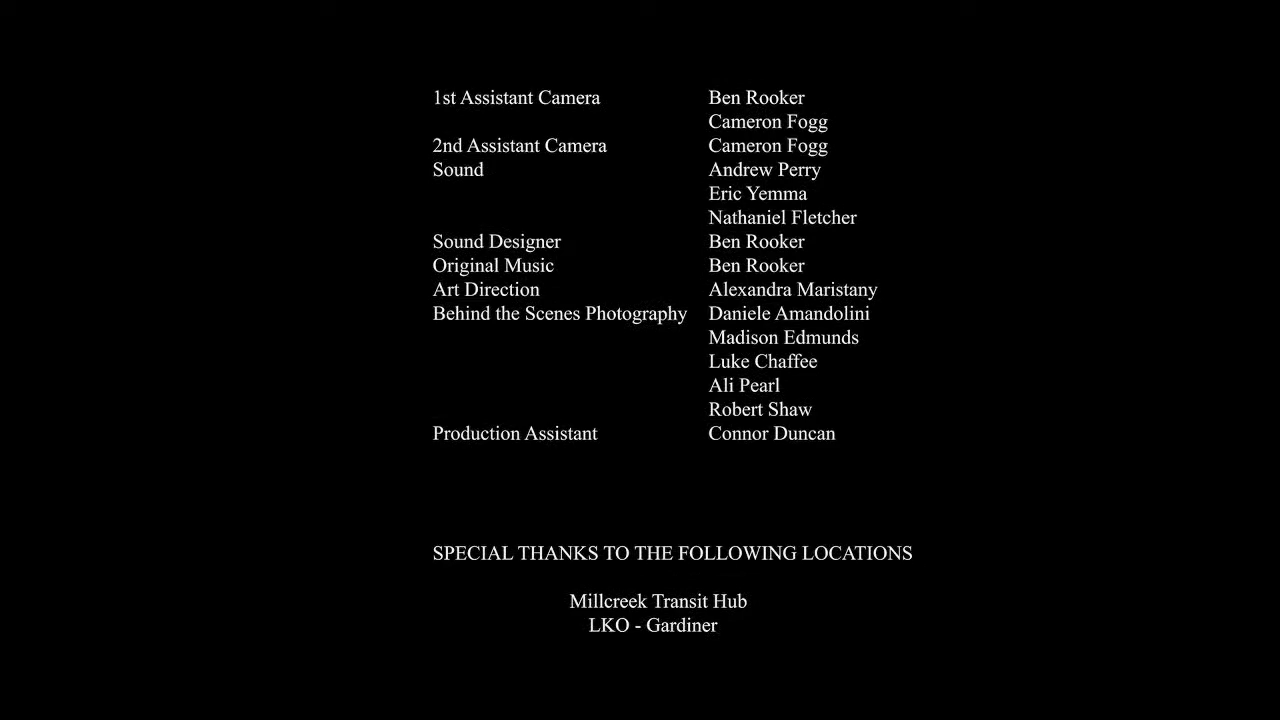 1st Assistant Camera Ben Rooker
Cameron Fogg
2nd Assistant Camera Cameron Fogg
Sound Andrew Perry
Eric Yemma
Nathaniel Fletcher
Sound Designer Ben Rooker
Original Music Ben Rooker
Art Direction Alexandra Maristany
Behind the Scenes Photography Daniele Amandolini
Madison Edmunds
Luke Chaffee
Ali Pearl
Robert Shaw
Production Assistant Connor Duncan
SPECIAL THANKS TO THE FOLLOWING LOCATIONS
Millcreek Transit Hub
LKO - Gardiner